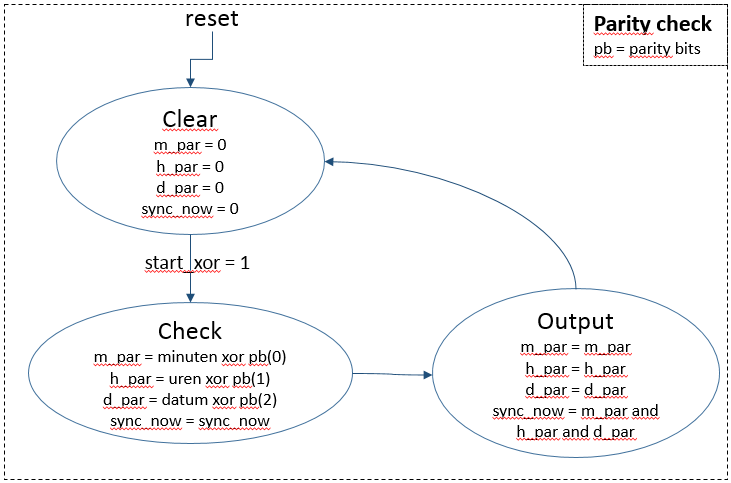 reset
Parity check
pb = parity bits
Clear
m_par = 0
h_par = 0
d_par = 0
sync_now = 0
start_xor = 1
Check
m_par = minuten xor pb(0)
h_par = uren xor pb(1)
d_par = datum xor pb(2)
sync_now = sync_now
Output
m_par = m_par
h_par = h_par
d_par = d_par
sync_now = m_par and
h_par and d_par